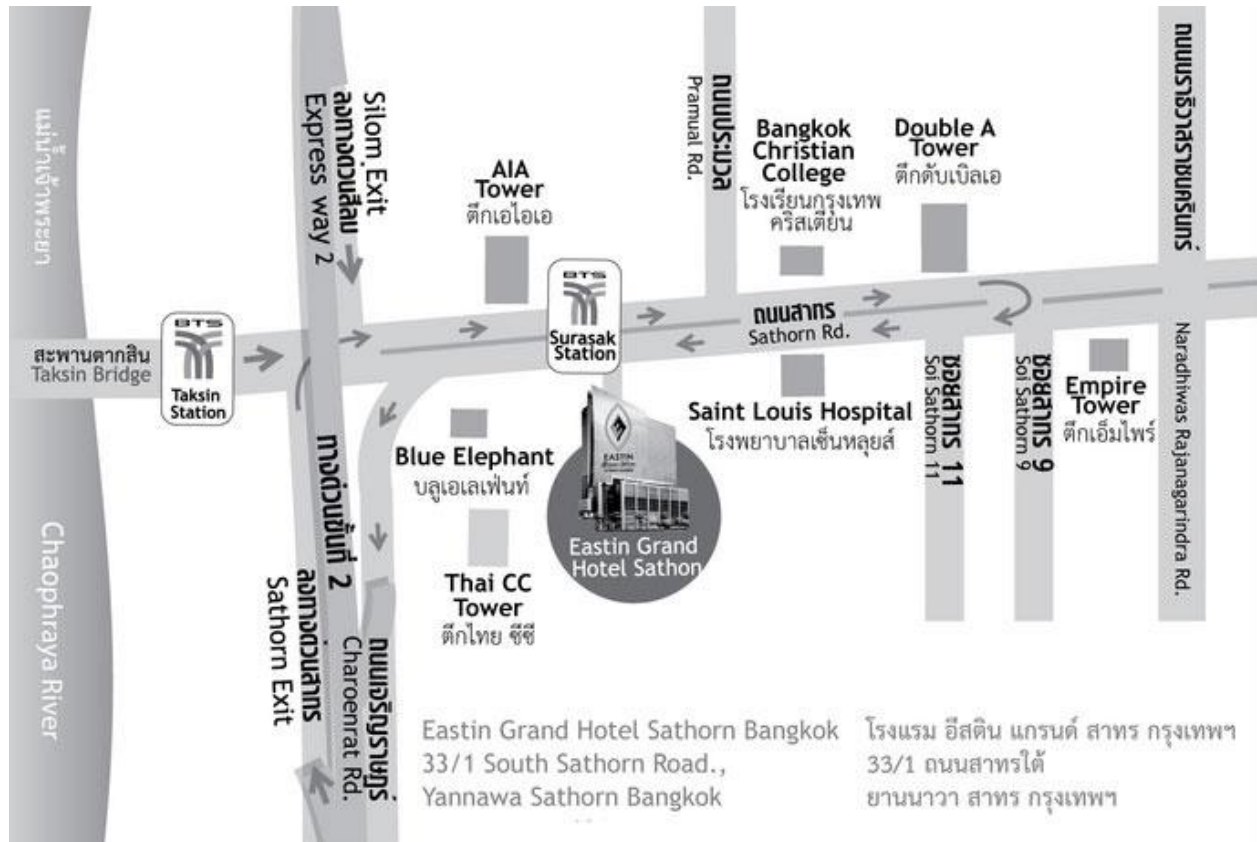 แม่น้ำเจ้าพระยา
Chaophraya River
สะพานตากสิน
Taksin Bridge
BTS
Taksin
Station
Silom Exit
ลงทางด่วนสีลม
Express way 2
ทางด่วนขั้นที่ 2
ลงทางด่วนสาทร
Sathorn Exit
ถนนเจริญราษฎร์
Charoenrat Rd.
AIA
Tower
ตึกเอไอเอ
BTS
Surasak
Station
ถนนประมวล
Pramual Rd.
Bangkok
Christian
College
โรงเรียนกรุงเทพ
คริสเตียน
Double A
Tower
ตึกดับเบิลเอ
ถนนนราธิวาสราชนครินทร์
Naradhiwas Rajanagarindra Rd.
ถนนสาทร
Sathorn Rd.
Blue Elephant
บลูเอเลเฟ่นท์
Thai CC
Tower
ตึกไทย ซีซี
EASTIN
Eastin Grand
Hotel Sathon
Saint Louis Hospital
โรงพยาบาลเซ็นหลุยส์
ซอยสาทร 11
Soi Sathorn 11
ซอยสาทร 9
Soi Sathorn 9
Empire
Tower
ตึกเอ็มไพร์
Eastin Grand Hotel Sathorn Bangkok
33/1 South Sathorn Road.,
Yannawa Sathorn Bangkok
โรงแรม อีสติน แกรนด์ สาทร กรุงเทพฯ
33/1 ถนนสาทรใต้
ยานนาวา สาทร กรุงเทพฯ